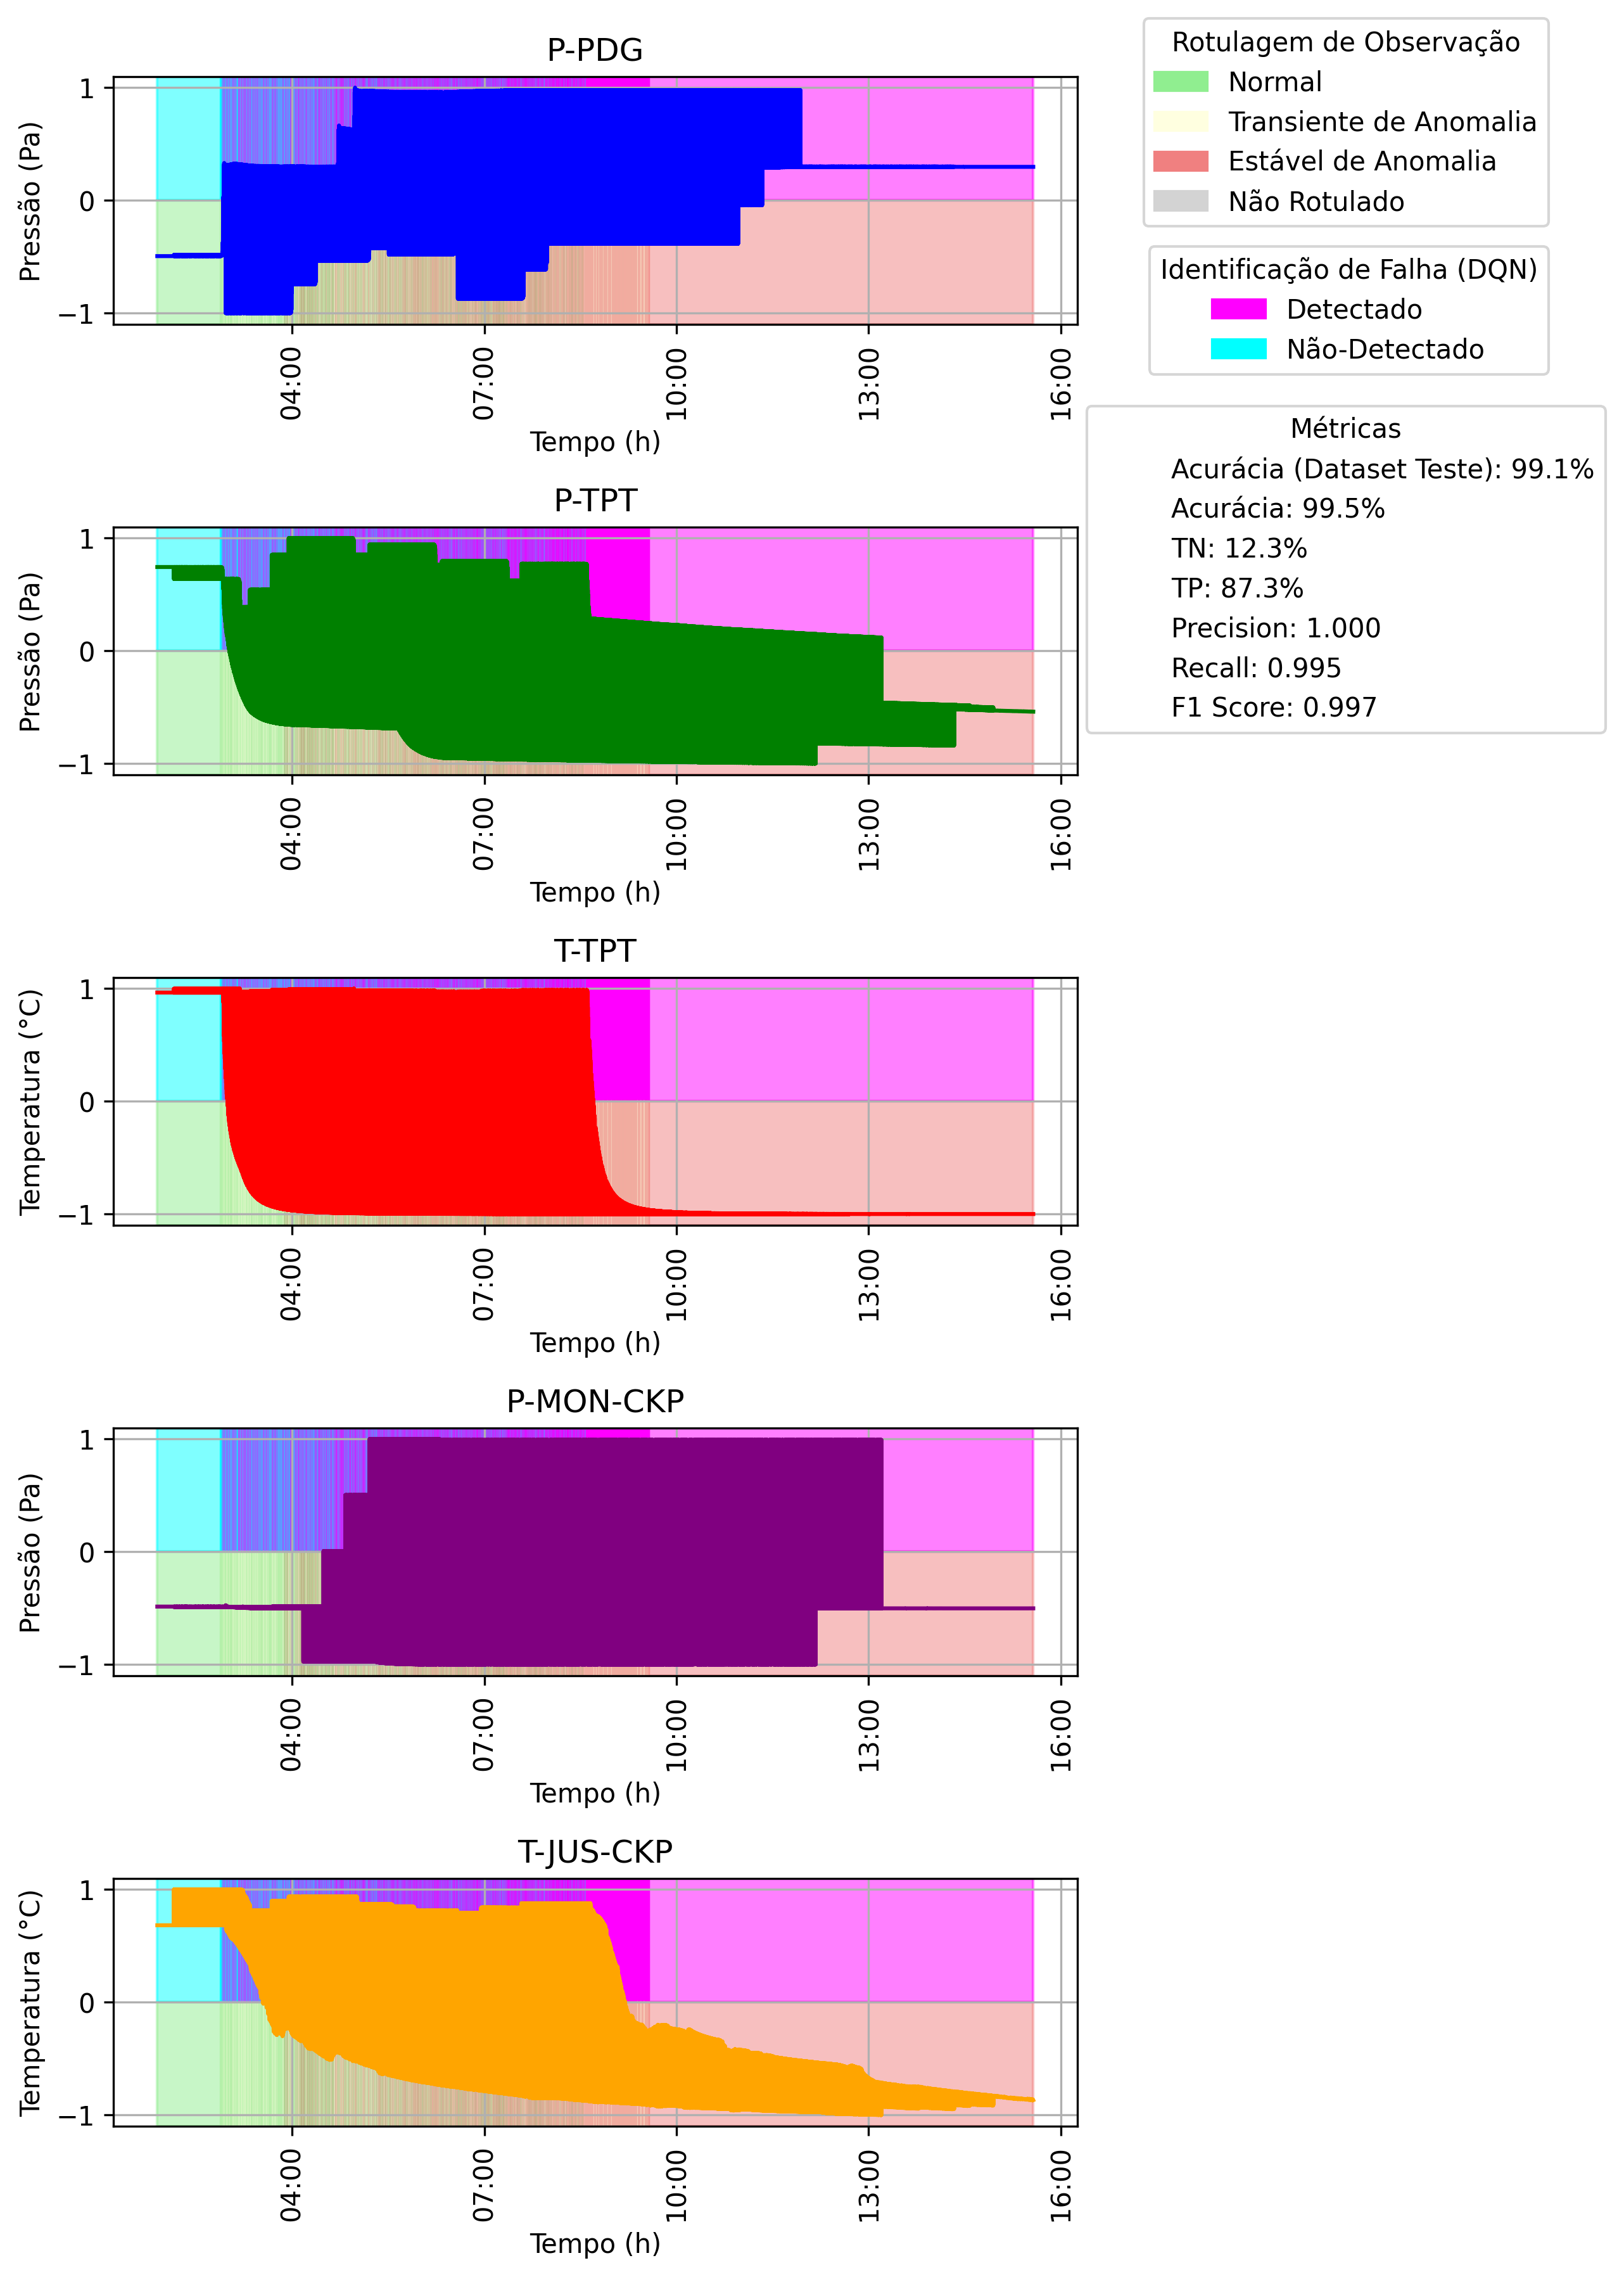 P-PDG
1
0
−1
Pressão (Pa)
04:00
07:00
10:00
13:00
16:00
Tempo (h)
Rotulagem de Observação
Normal
Transiente de Anomalia
Estável de Anomalia
Não Rotulado
Identificação de Falha (DQN)
Detectado
Não-Detectado
Métricas
Acurácia (Dataset Teste): 99.1%
Acurácia: 99.5%
TN: 12.3%
TP: 87.3%
Precision: 1.000
Recall: 0.995
F1 Score: 0.997
P-TPT
1
0
−1
Pressão (Pa)
04:00
07:00
10:00
13:00
16:00
Tempo (h)
T-TPT
1
0
−1
Temperatura (°C)
04:00
07:00
10:00
13:00
16:00
Tempo (h)
P-MON-CKP
1
0
−1
Pressão (Pa)
04:00
07:00
10:00
13:00
16:00
Tempo (h)
T-JUS-CKP
1
0
−1
Temperatura (°C)
04:00
07:00
10:00
13:00
16:00
Tempo (h)